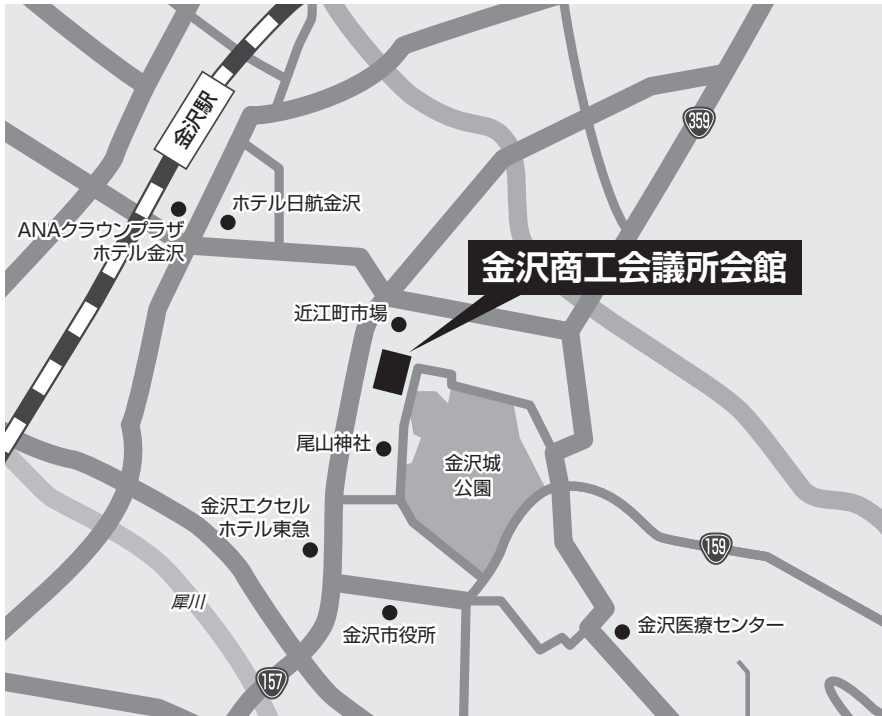 金沢駅
359
ホテル日航金沢
ANAクラウンプラザ
ホテル金沢
金沢商工会議所会館
近江町市場
尾山神社
金沢城
公園
金沢エクセル
ホテル東急
159
犀川
金沢市役所
金沢医療センター
157